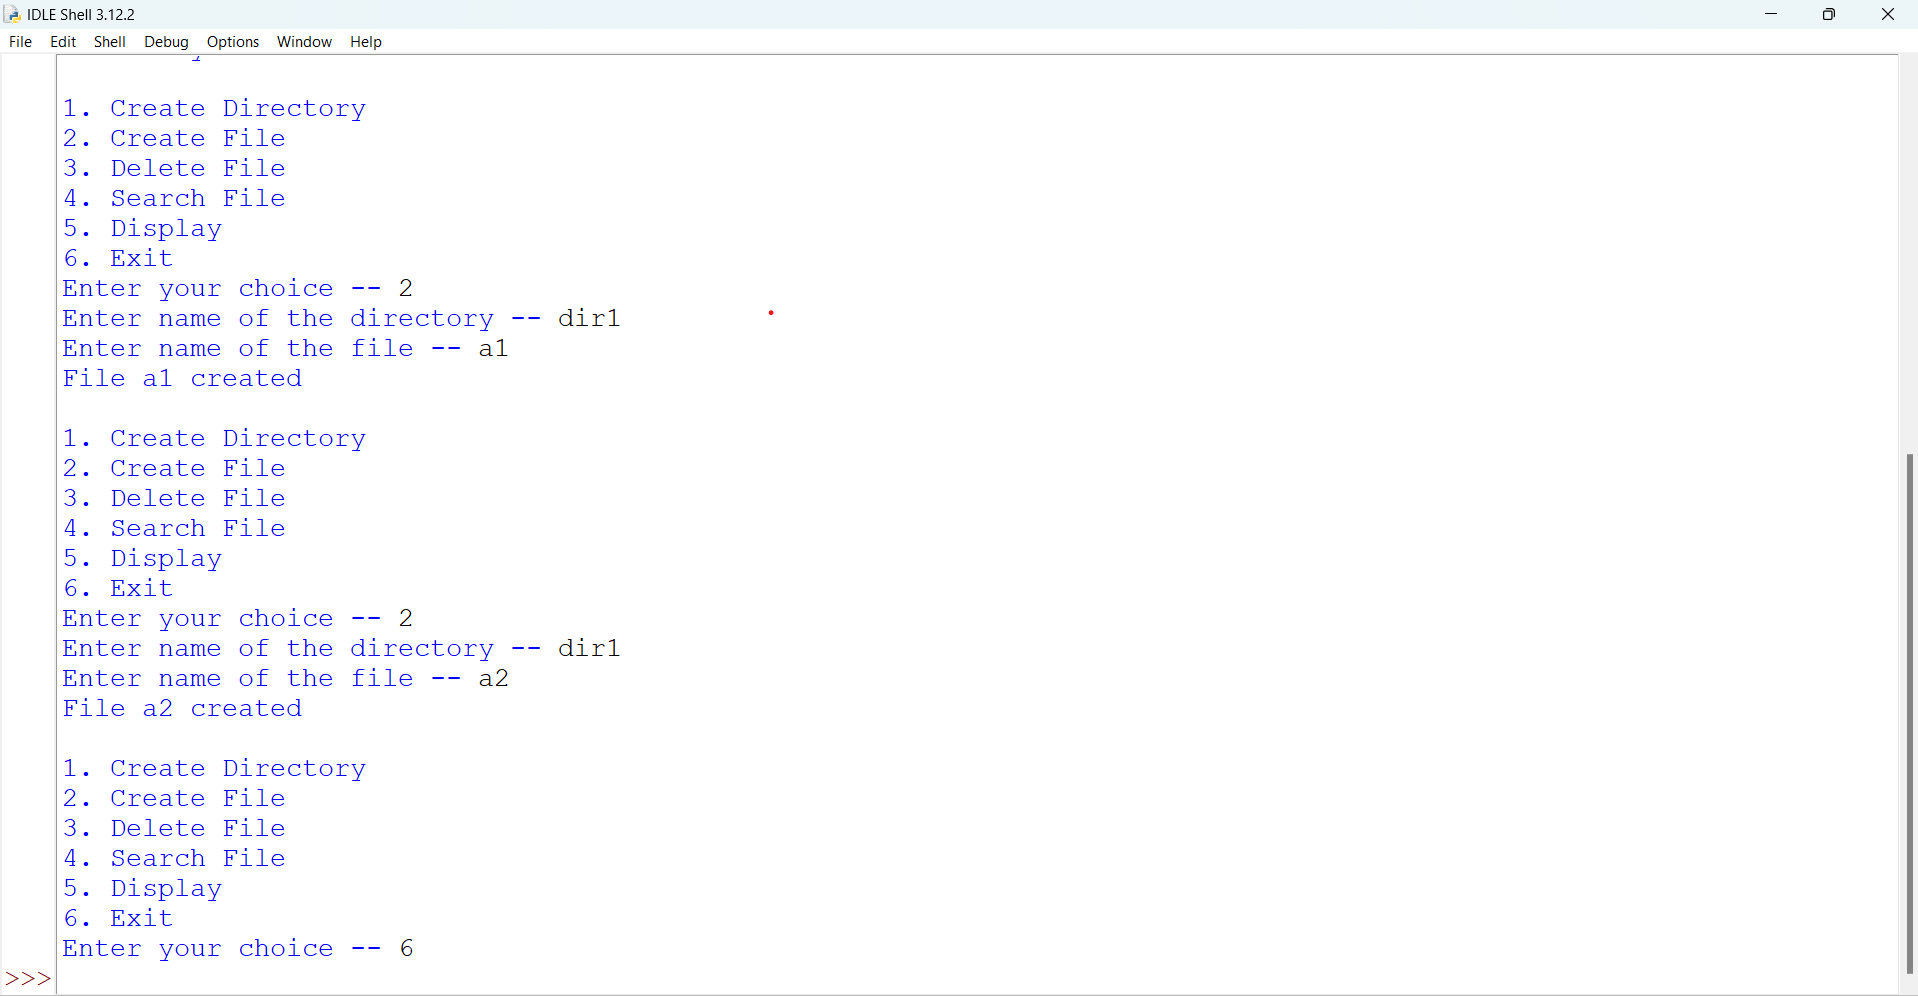 IDLE Shell 3.12.2
File Edit Shell Debug Options Window Help
1. Create Directory
2. Create File
3. Delete File
4. Search File
5. Display
6. Exit
Enter your choice -- 2
Enter name of the directory -- dir1
Enter name of the file -- a1
File a1 created
1. Create Directory
2. Create File
3. Delete File
4. Search File
5. Display
6. Exit
Enter your choice -- 2
Enter name of the directory -- dir1
Enter name of the file -- a2
File a2 created
1. Create Directory
2. Create File
3. Delete File
4. Search File
5. Display
6. Exit
Enter your choice -- 6
>>>